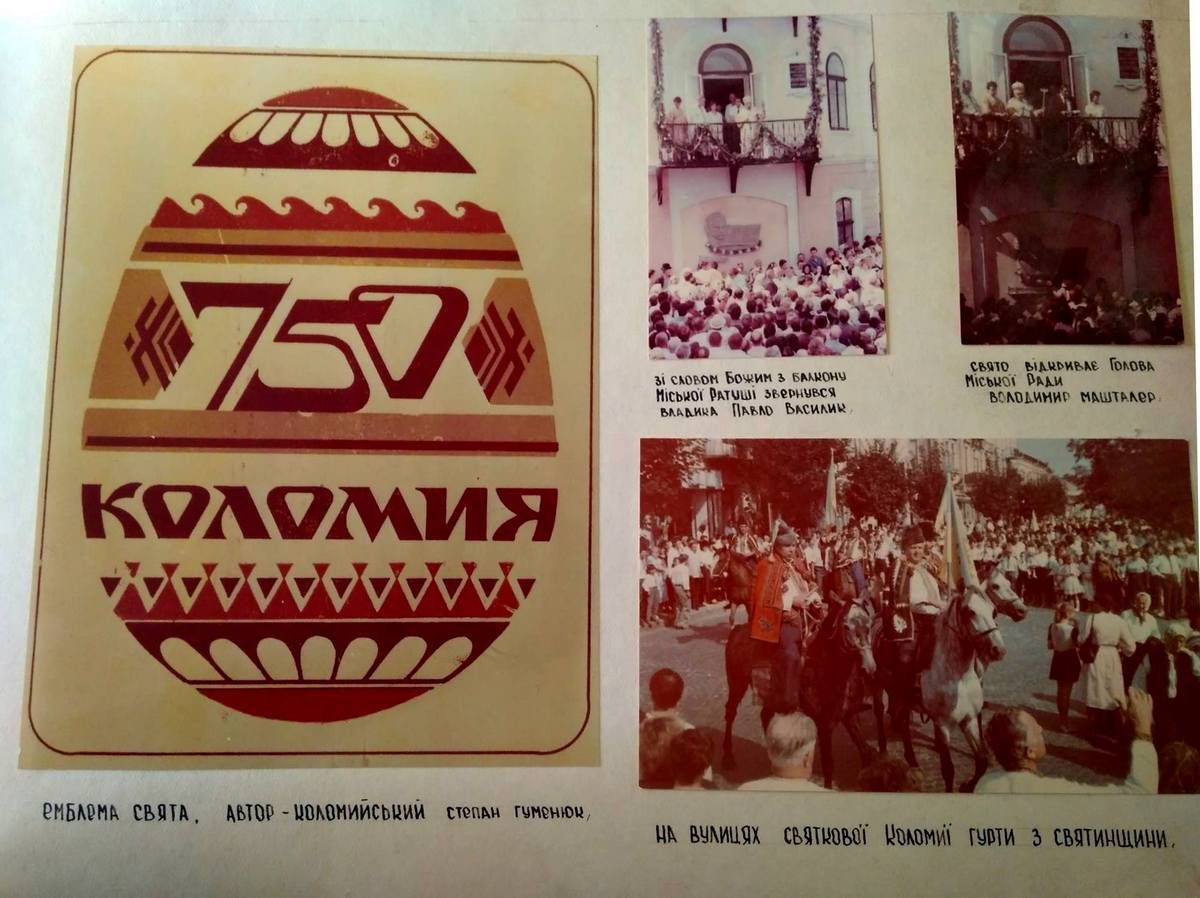 750
КОЛОМИЯ
ЕМБЛЕМА СВЯТА. АВТОР - КОЛОМИЙСЬКИЙ СТЕПАН ГУМЕНЮК,
ЗІ СЛОВОМ БОЖИМ З БАЛКОНУ
МІСЬКОЇ РАТУШІ ЗВЕРНУВСЯ
ВЛАДИКА ПАВЛО ВАСИЛИК,
СВЯТО ВІДКРИВАЄ ГОЛОВА
МІСЬКОЇ РАДИ
ВОЛОДИМИР МАШТАЛЕР.
НА ВУЛИЦЯХ СВЯТКОВОЇ КОЛОМИЇ ГУРТИ З СВЯТИНЩИНИ.